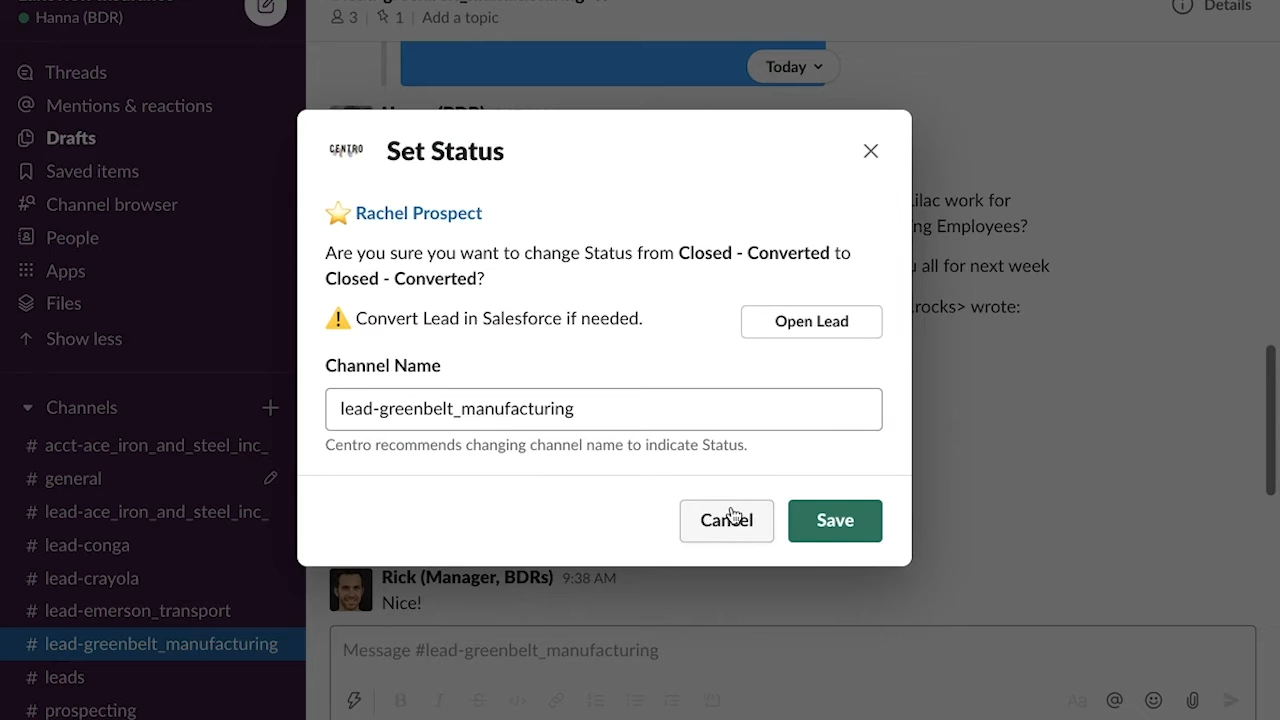 Hanna (BDR)
Threads
Mentions & reactions
Drafts
Saved items
Channel browser
People
Apps
Files
Show less
Channels
# acct-ace_iron_and_steel_inc_
# general
# lead-ace_iron_and_steel_inc_
# lead-conga
# lead-crayola
# lead-emerson_transport
# lead-greenbelt_manufacturing
# leads
# prospecting
3 | 1 | Add a topic
Details
Today
CENTRO
Set Status
Rachel Prospect
Are you sure you want to change Status from Closed - Converted to
Closed - Converted?
Convert Lead in Salesforce if needed.
Open Lead
Channel Name
lead-greenbelt_manufacturing
Centro recommends changing channel name to indicate Status.
Cancel
Save
ilac work for
ng Employees?
all for next week
.rocks> wrote:
Rick (Manager, BDRs) 9:38 AM
Nice!
Message #lead-greenbelt_manufacturing
B I S </>
Aa @